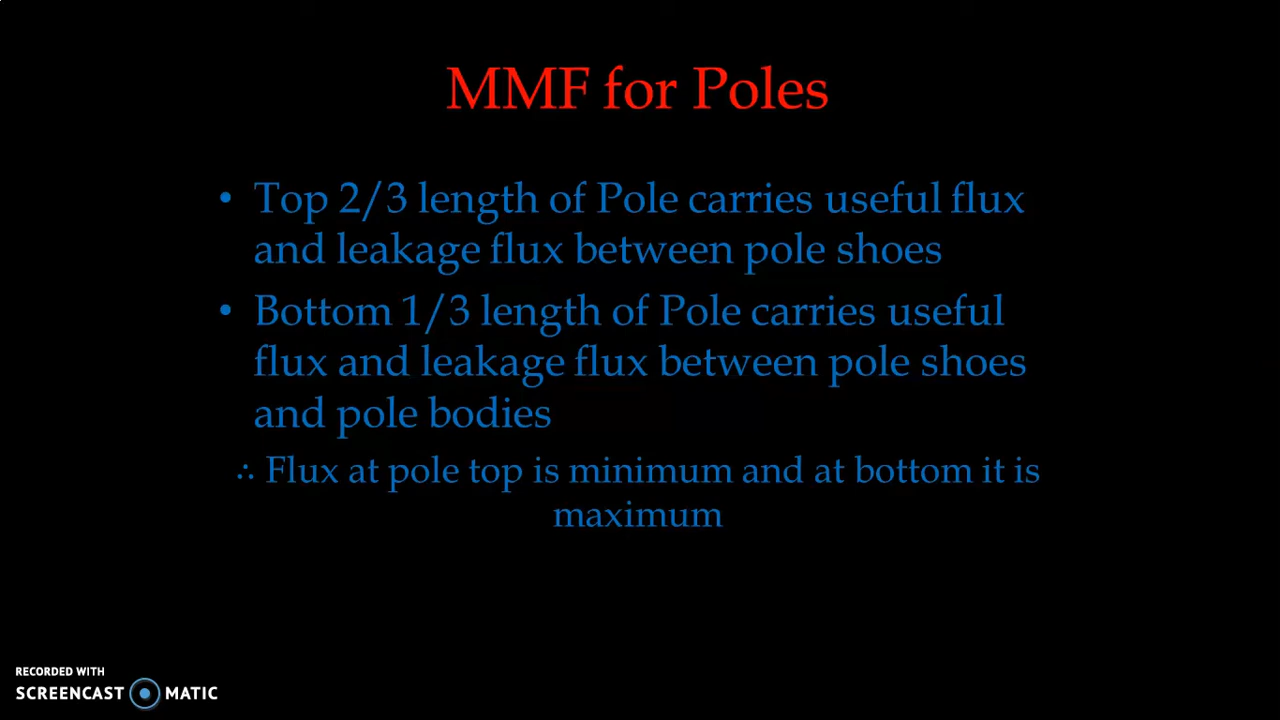 MMF for Poles
• Top 2/3 length of Pole carries useful flux
and leakage flux between pole shoes
• Bottom 1/3 length of Pole carries useful
flux and leakage flux between pole shoes
and pole bodies
∴ Flux at pole top is minimum and at bottom it is
maximum
RECORDED WITH
SCREENCAST MATIC